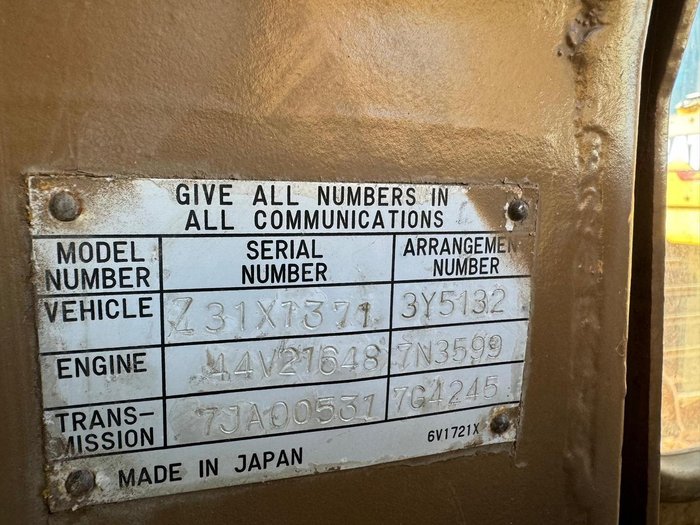 GIVE ALL NUMBERS IN
ALL COMMUNICATIONS
MODEL NUMBER SERIAL NUMBER ARRANGEMEN NUMBER
VEHICLE Z31X1371 3Y5132
ENGINE 44V21648 7N3599
TRANS-MISSION 7JA00531 7G4245
6V1721X
MADE IN JAPAN